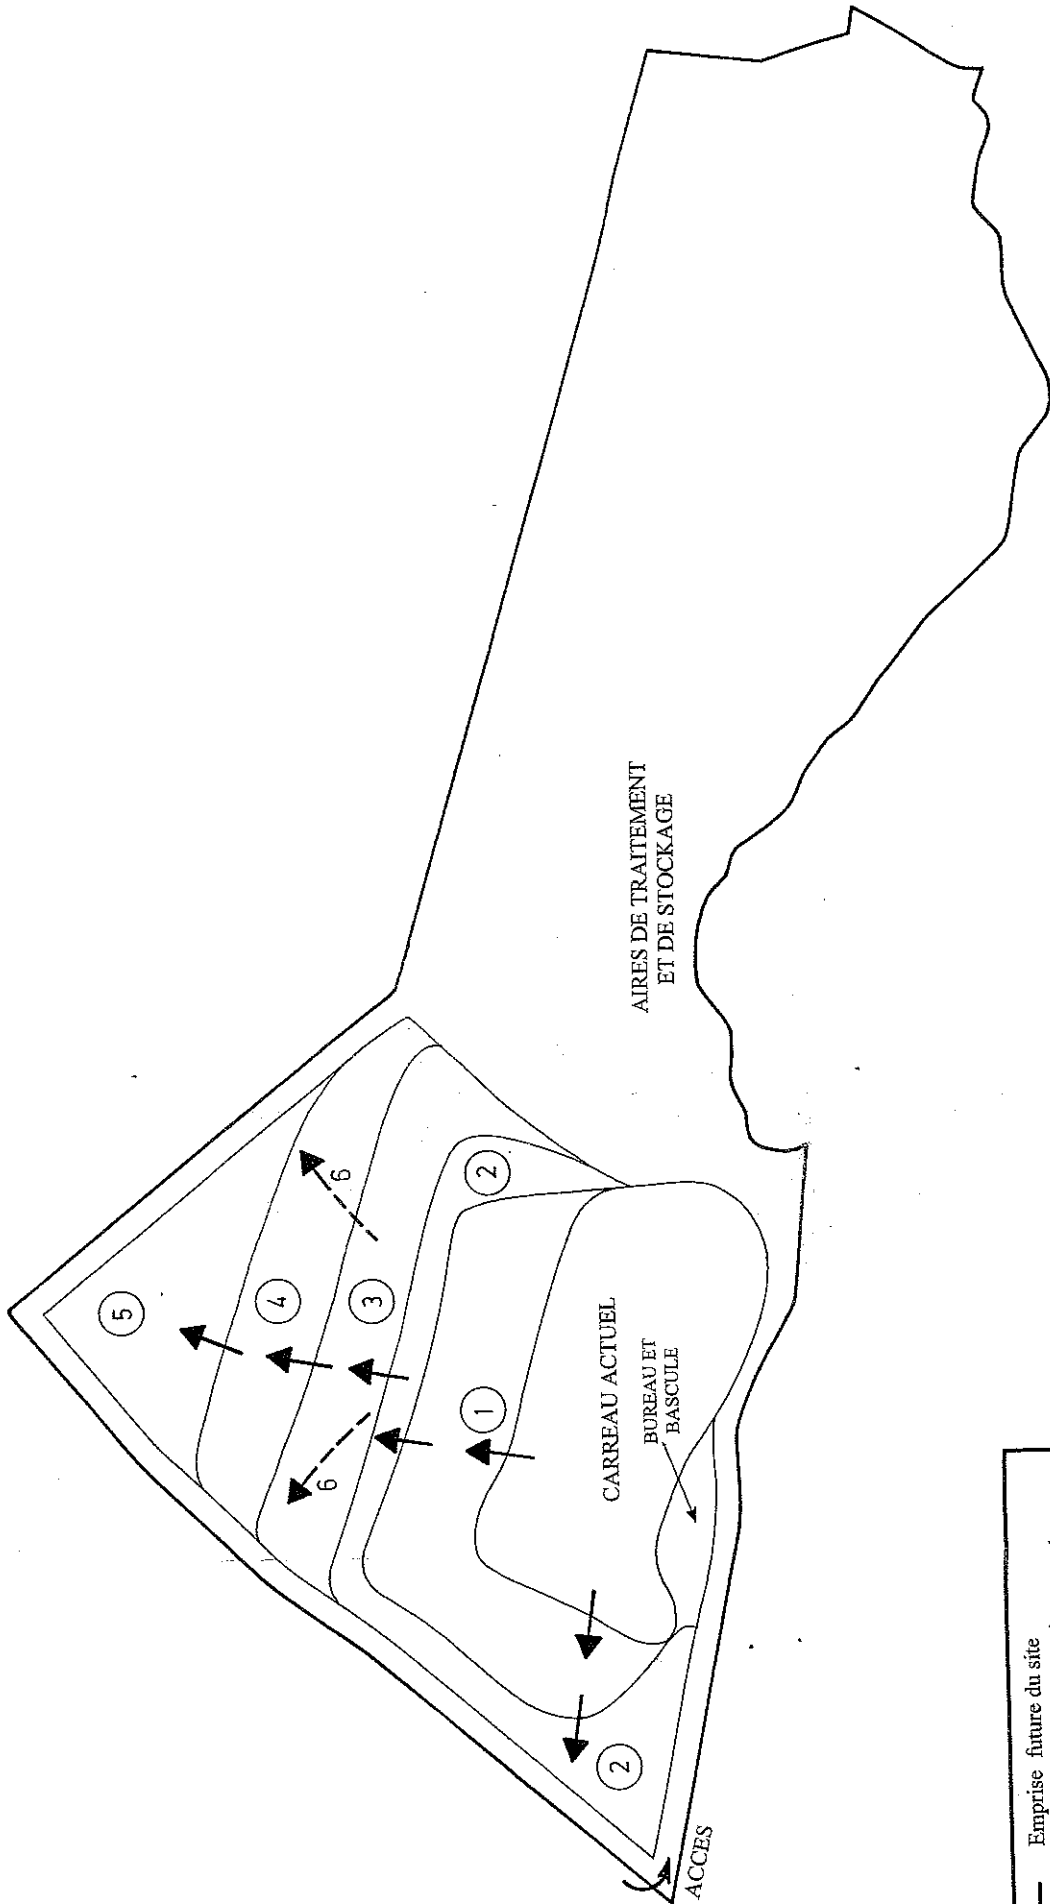 5
4
3
6
6
2
1
2
CARREAU ACTUEL
BUREAU ET
BASCULE
AIRES DE TRAITEMENT
ET DE STOCKAGE
ACCES
Emprise future du site